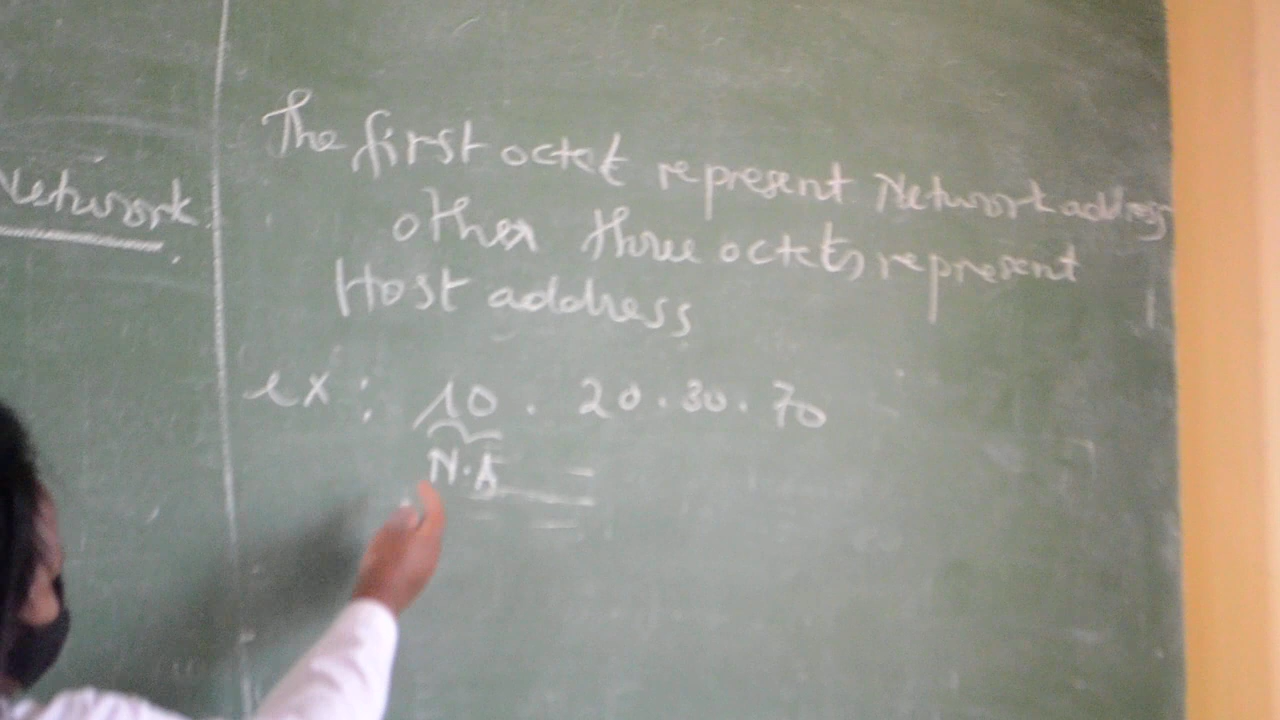 Network
The first octet represent Network address
other three octets represent
Host address
ex: 10 . 20 . 30 . 70
N.A